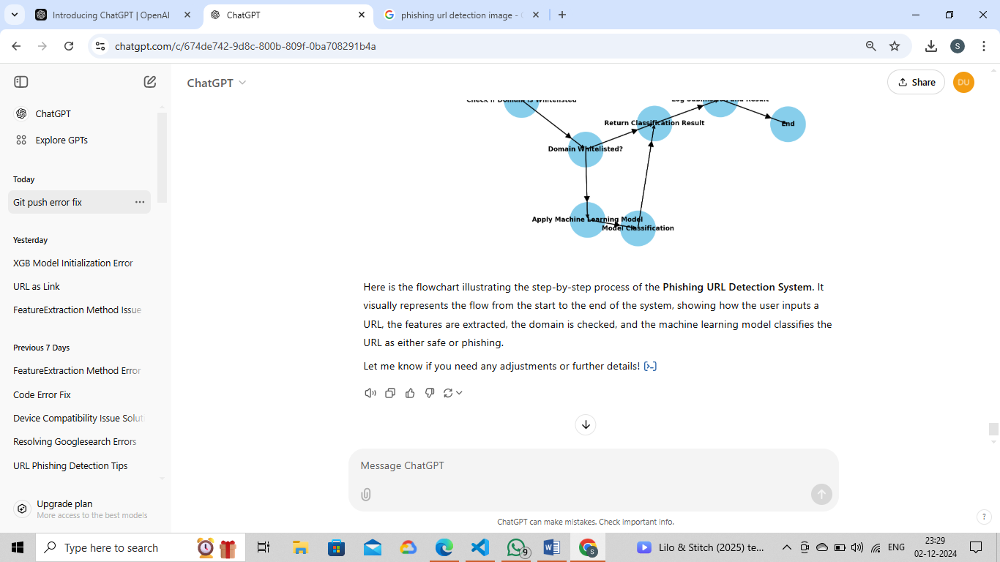 Introducing ChatGPT | OpenAI
ChatGPT
phishing url detection image -
chatgpt.com/c/674de742-9d8c-800b-809f-0ba708291b4a
S
ChatGPT
Explore GPTs
Today
Git push error fix
Yesterday
XGB Model Initialization Error
URL as Link
FeatureExtraction Method Issue
Previous 7 Days
FeatureExtraction Method Error
Code Error Fix
Device Compatibility Issue Soluti
Resolving Googlesearch Errors
URL Phishing Detection Tips
Upgrade plan
More access to the best models
ChatGPT
Share
DU
Check if Domain is Whitelisted
Log Submission and Result
Return Classification Result
End
Domain Whitelisted?
Apply Machine Learning Model
Model Classification
Here is the flowchart illustrating the step-by-step process of the Phishing URL Detection System. It
visually represents the flow from the start to the end of the system, showing how the user inputs a
URL, the features are extracted, the domain is checked, and the machine learning model classifies the
URL as either safe or phishing.
Let me know if you need any adjustments or further details! [>-]
Message ChatGPT
ChatGPT can make mistakes. Check important info.
?
Type here to search
9
W
S
Lilo & Stitch (2025) te...
ENG
23:29
02-12-2024